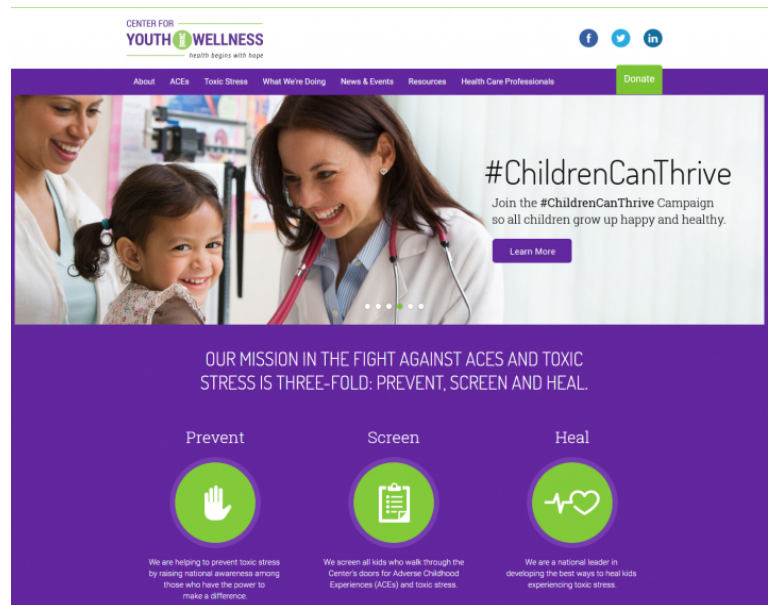 CENTER FOR
YOUTH WELLNESS
health begins with hope
About ACEs Toxic Stress What We're Doing News & Events Resources Health Care Professionals Donate
#ChildrenCanThrive
Join the #ChildrenCanThrive Campaign
so all children grow up happy and healthy.
Learn More
OUR MISSION IN THE FIGHT AGAINST ACES AND TOXIC
STRESS IS THREE-FOLD: PREVENT, SCREEN AND HEAL.
Prevent Screen Heal
We are helping to prevent toxic stress
by raising national awareness among
those who have the power to
make a difference.
We screen all kids who walk through the
Center's doors for Adverse Childhood
Experiences (ACEs) and toxic stress.
We are a national leader in
developing the best ways to heal kids
experiencing toxic stress.